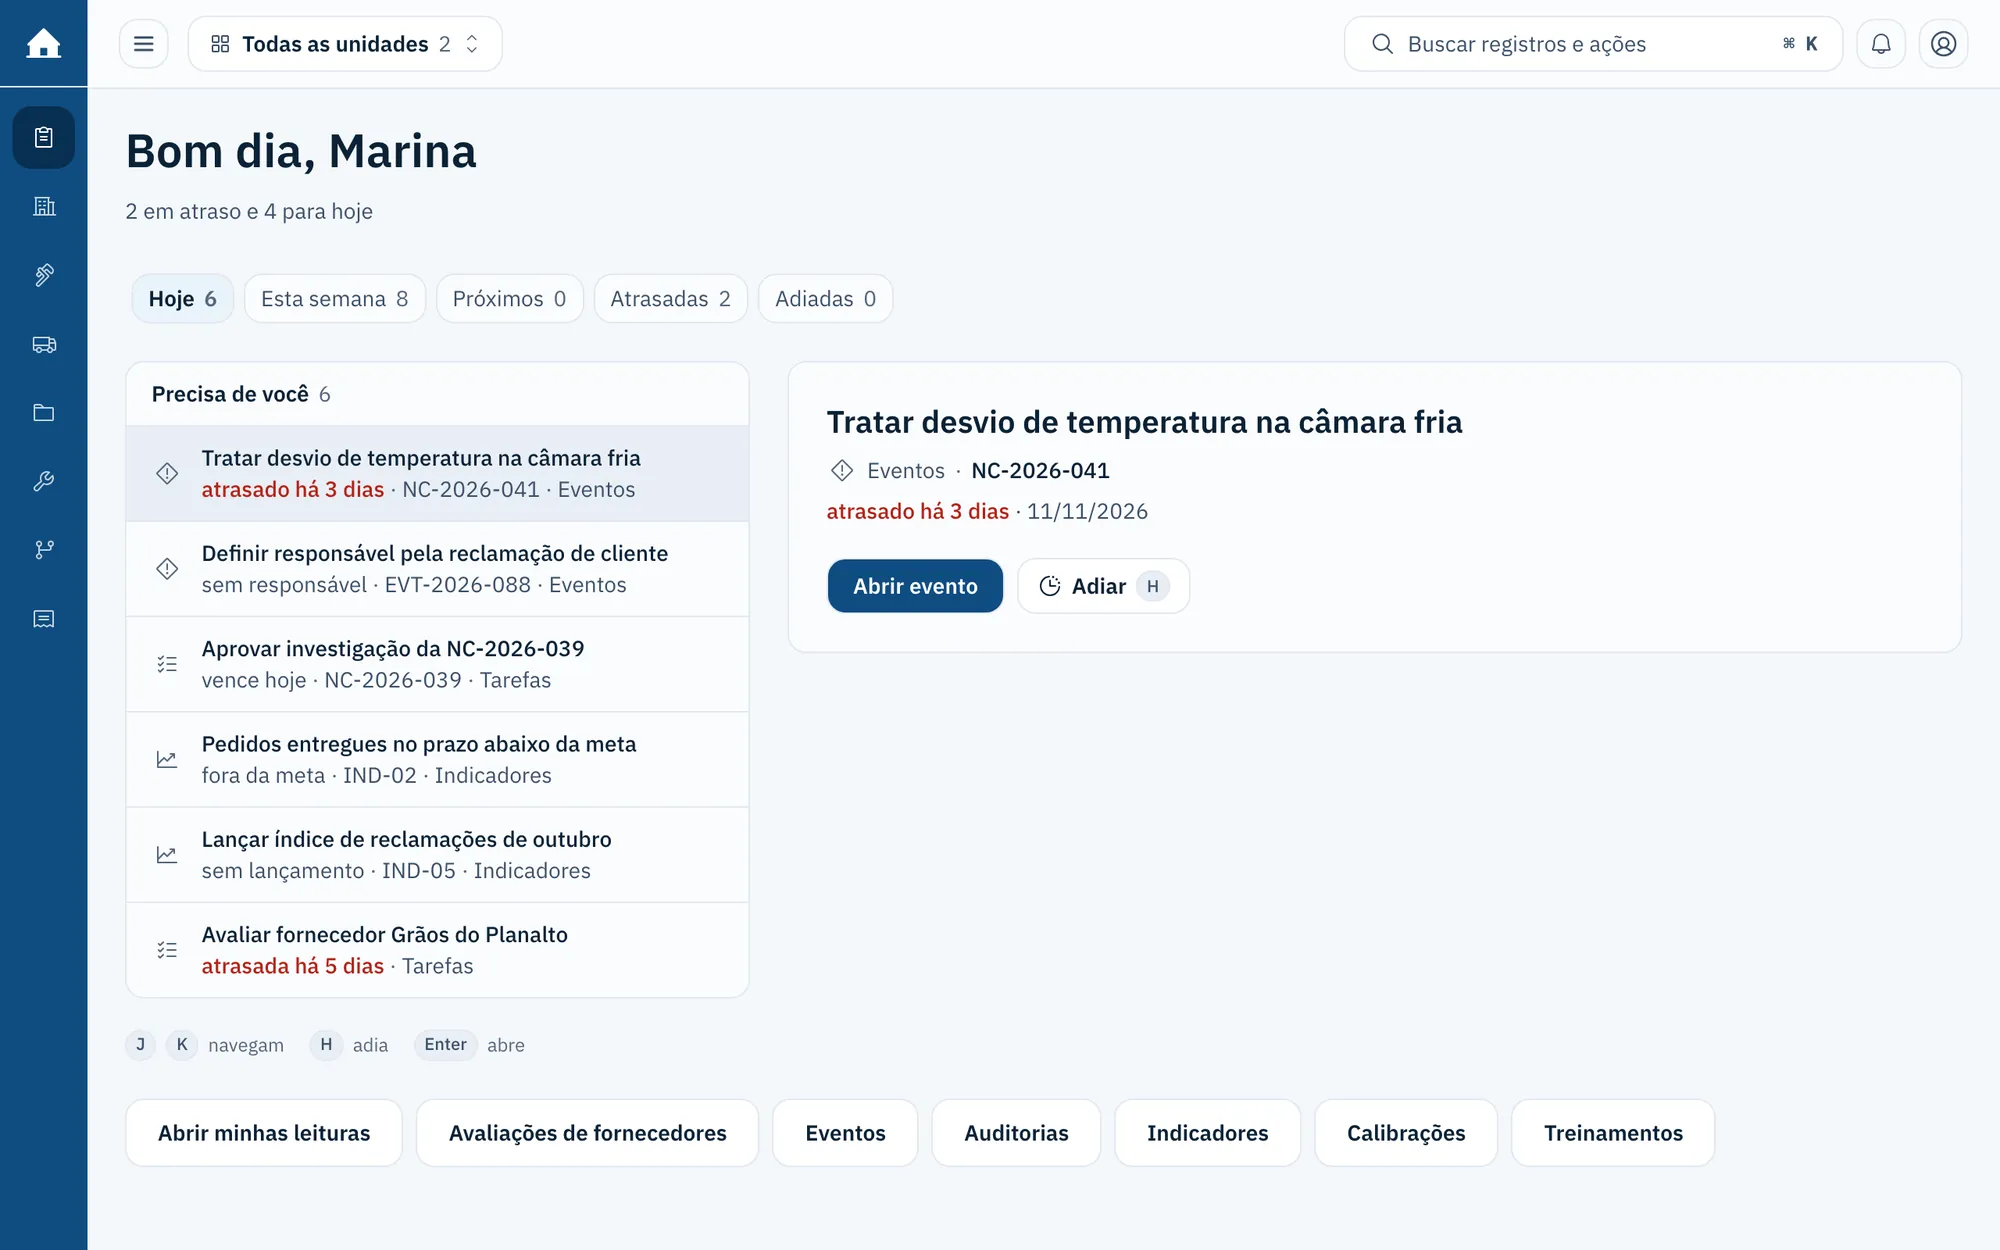 Todas as unidades 2
Buscar registros e ações ⌘ K
Bom dia, Marina
2 em atraso e 4 para hoje
Hoje 6
Esta semana 8
Próximos 0
Atrasadas 2
Adiadas 0
Precisa de você 6
Tratar desvio de temperatura na câmara fria
atrasado há 3 dias · NC-2026-041 · Eventos
Definir responsável pela reclamação de cliente
sem responsável · EVT-2026-088 · Eventos
Aprovar investigação da NC-2026-039
vence hoje · NC-2026-039 · Tarefas
Pedidos entregues no prazo abaixo da meta
fora da meta · IND-02 · Indicadores
Lançar índice de reclamações de outubro
sem lançamento · IND-05 · Indicadores
Avaliar fornecedor Grãos do Planalto
atrasada há 5 dias · Tarefas
Tratar desvio de temperatura na câmara fria
Eventos · NC-2026-041
atrasado há 3 dias · 11/11/2026
Abrir evento
Adiar H
J K navegam H adia Enter abre
Abrir minhas leituras
Avaliações de fornecedores
Eventos
Auditorias
Indicadores
Calibrações
Treinamentos